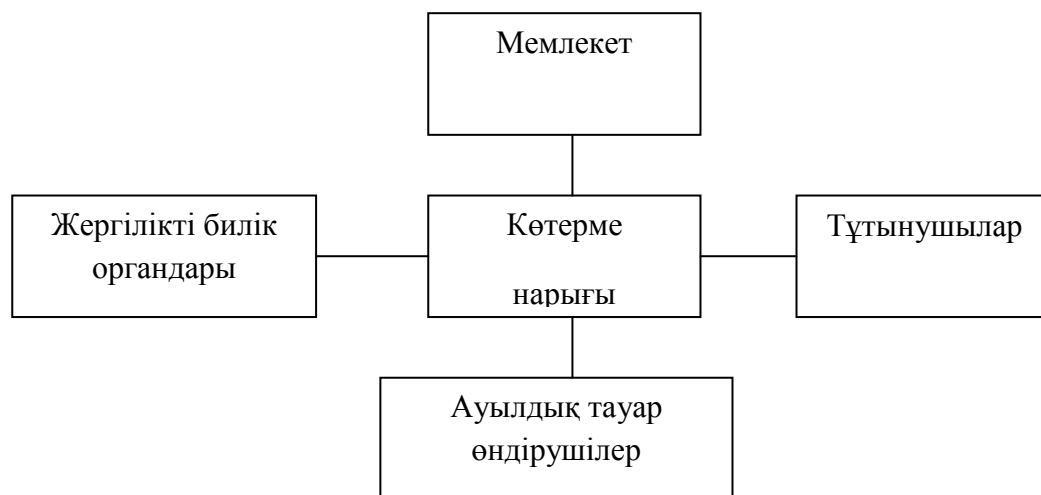 Мемлекет
Жергілікті билік
органдары
Көтерме
нарығы
Тұтынушылар
Ауылдық тауар
өндірушілер